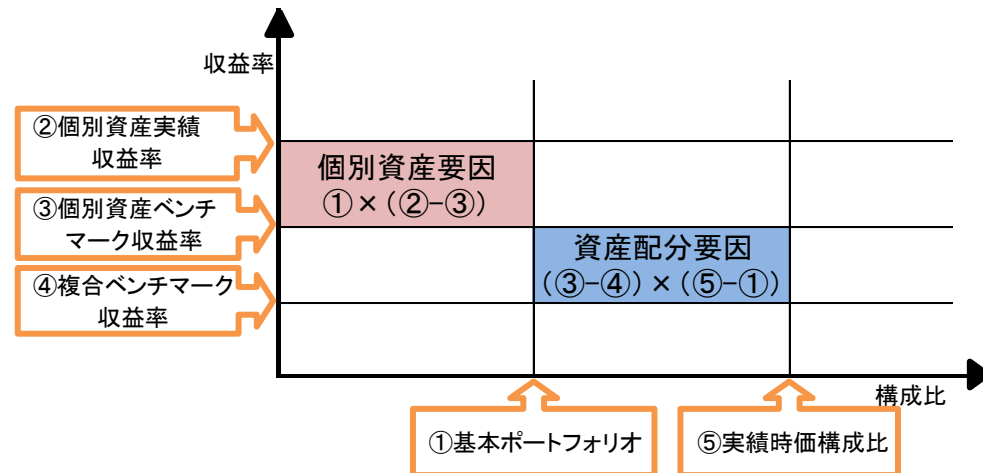 収益率
②個別資産実績
収益率
③個別資産ベンチ
マーク収益率
④複合ベンチマーク
収益率
個別資産要因
①×(②-③)
資産配分要因
(③-④)×(⑤-①)
構成比
①基本ポートフォリオ
⑤実績時価構成比